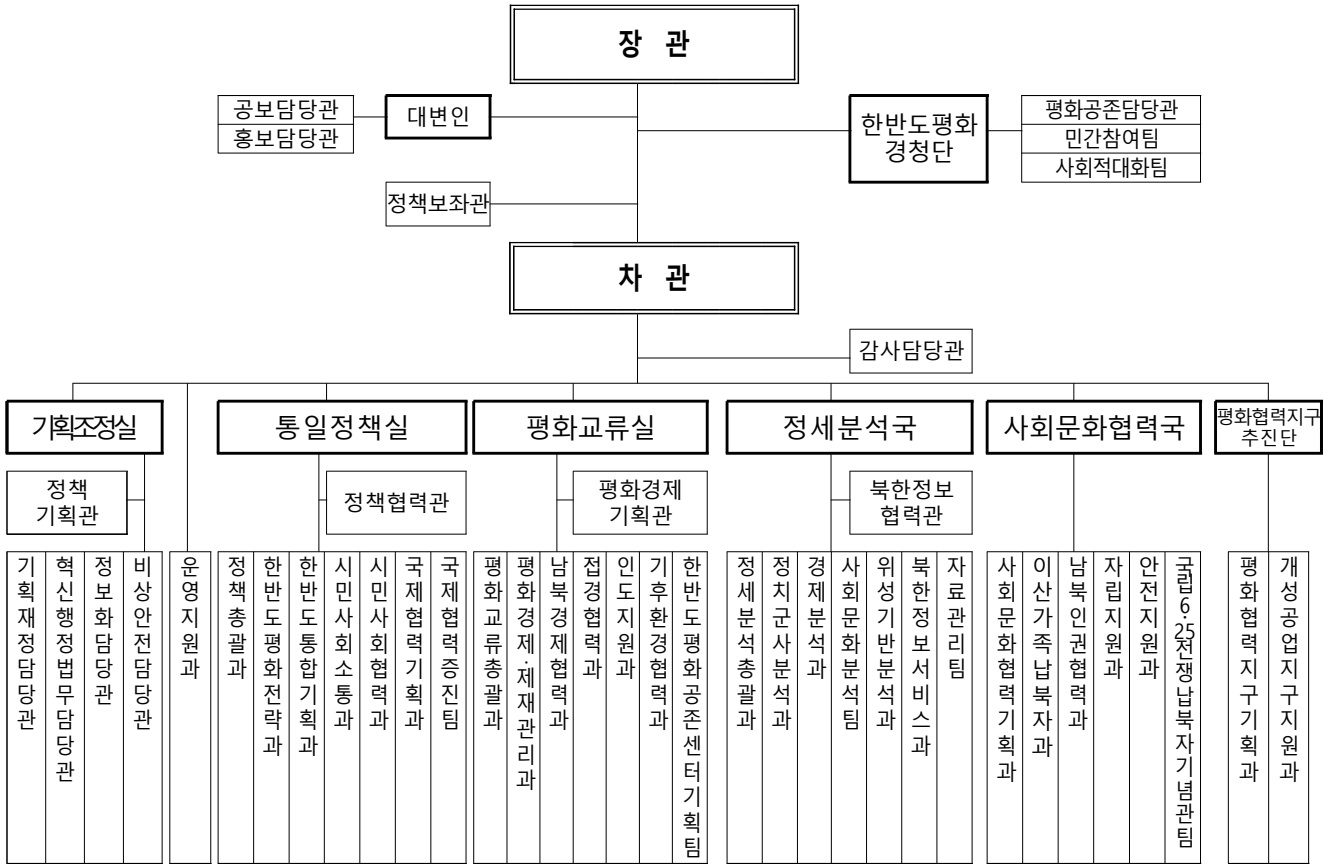 장 관
공보담당관
홍보담당관
대변인
한반도평화
경청단
평화공존담당관
민간참여팀
사회적대화팀
정책보좌관
차 관
감사담당관
기획조정실
통일정책실
평화교류실
정세분석국
사회문화협력국
평화협력지구
추진단
정책
기획관
정책협력관
평화경제
기획관
북한정보
협력관
기획재정담당관
혁신행정법무담당관
정보화담당관
비상안전담당관
운영지원과
정책총괄과
한반도평화전략과
한반도통합기획과
시민사회소통과
시민사회협력과
국제협력기획과
국제협력증진팀
평화교류총괄과
평화경제·제재관리과
남북경제협력과
접경협력과
인도지원과
기후환경협력과
한반도평화공존센터기획팀
정세분석총괄과
정치군사분석과
경제분석과
사회문화분석팀
위성기반분석과
북한정보서비스과
자료관리팀
사회문화협력기획과
이산가족납북자과
남북인권협력과
자립지원과
안전지원과
국립6·25전쟁납북자기념관팀
평화협력지구기획과
개성공업지구지원과